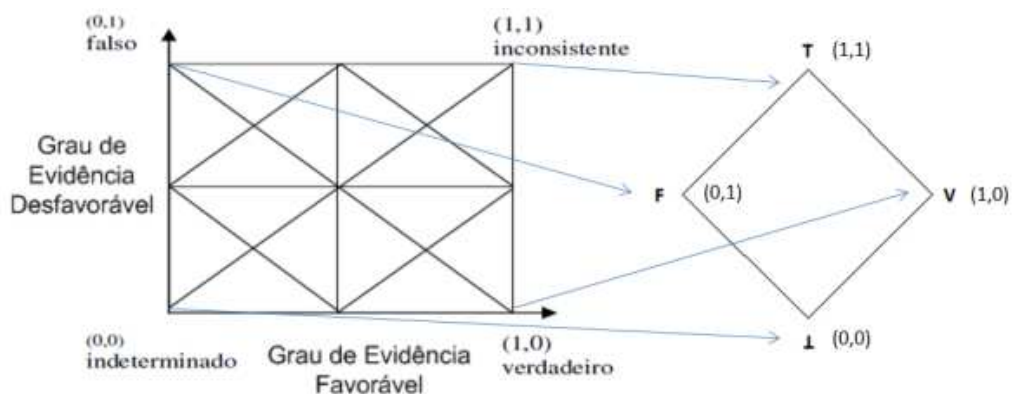 (0,1)
falso
(1,1)
inconsistente
T (1,1)
Grau de
Evidência
Desfavorável
F (0,1)
V (1,0)
(0,0)
indeterminado
Grau de Evidência
Favorável
(1,0)
verdadeiro
⊥ (0,0)